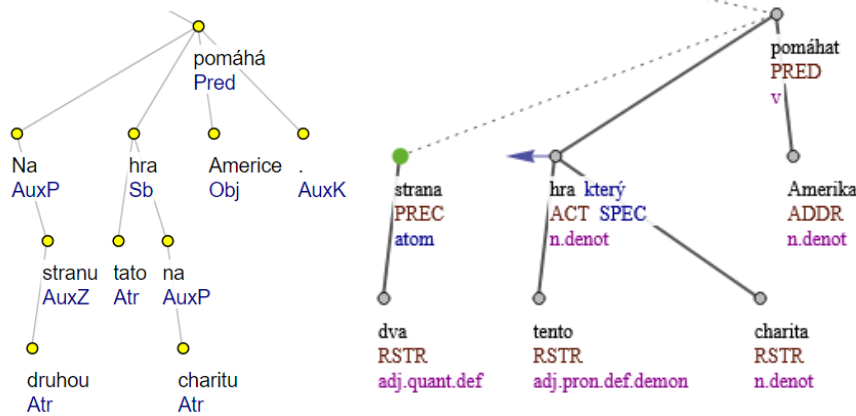 pomáhá
Pred
Na
AuxP
hra
Sb
Americe
Obj
.
AuxK
stranu
AuxZ
tato
Atr
na
AuxP
druhou
Atr
charitu
Atr
pomáhat
PRED
v
strana
PREC
atom
hra který
ACT SPEC
n.denot
Amerika
ADDR
n.denot
dva
RSTR
adj.quant.def
tento
RSTR
adj.pron.def.demon
charita
RSTR
n.denot